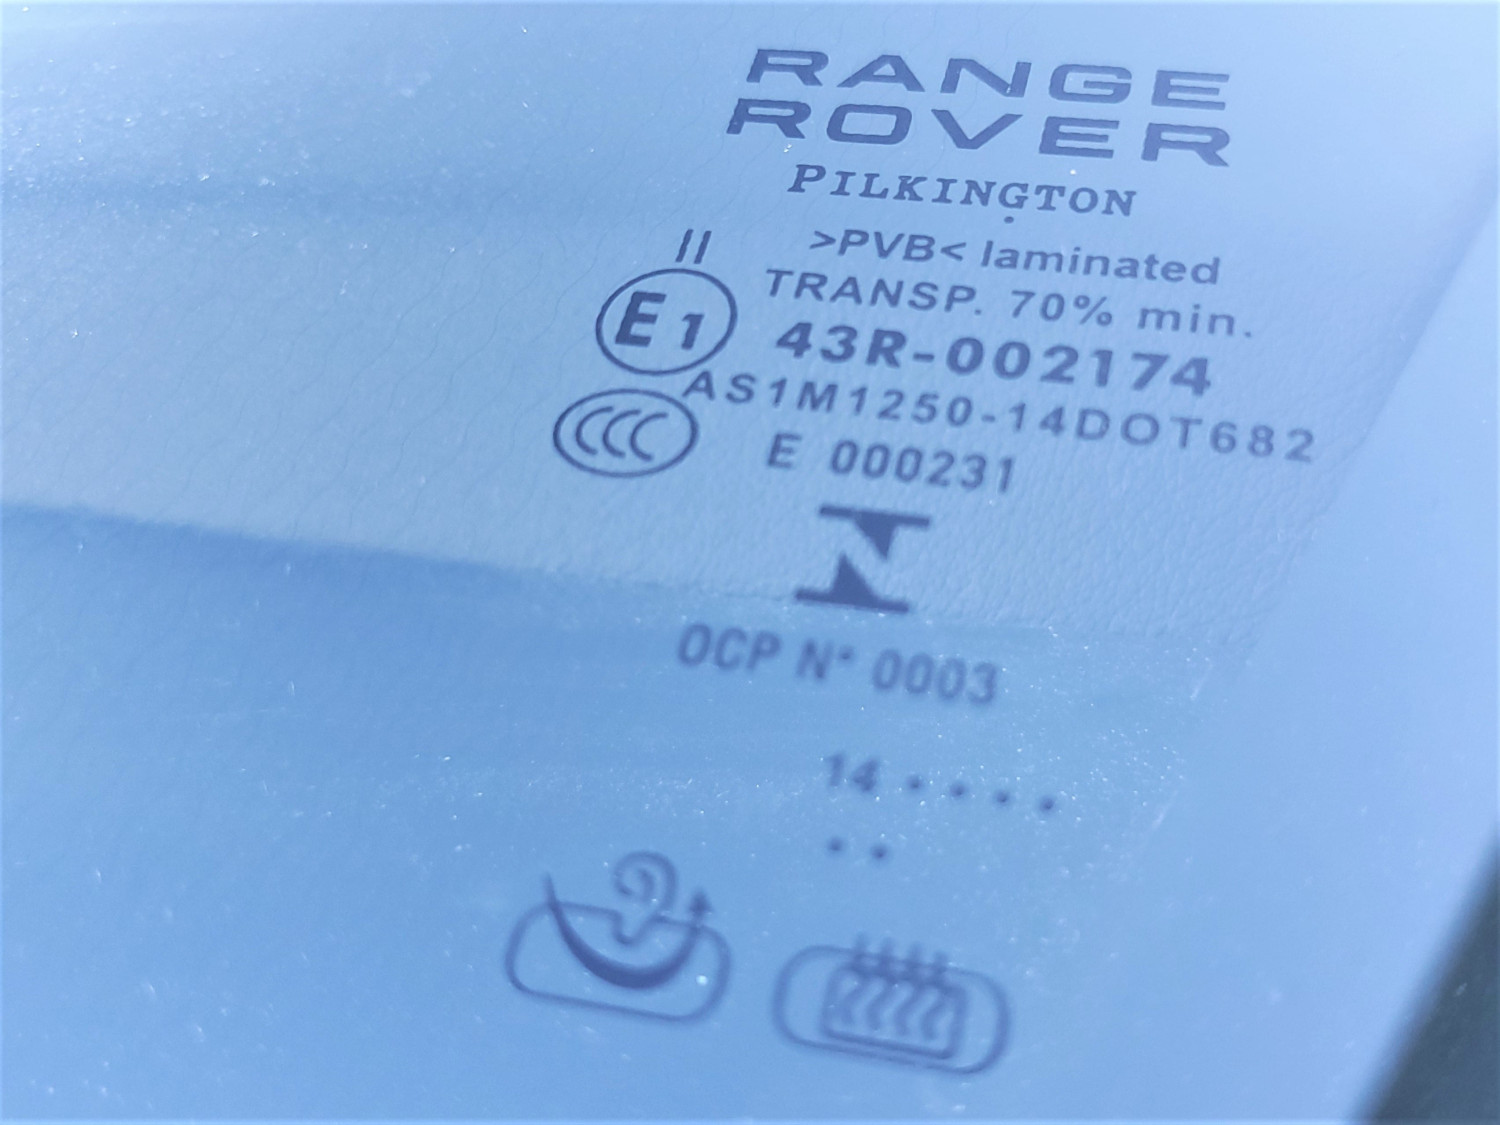 RANGE
ROVER
PILKINGTON
>PVB< laminated
II
TRANSP. 70% min.
E1
43R-002174
AS1M1250-14DOT682
CCC
E 000231
OCP N° 0003
14 . . . .
. .